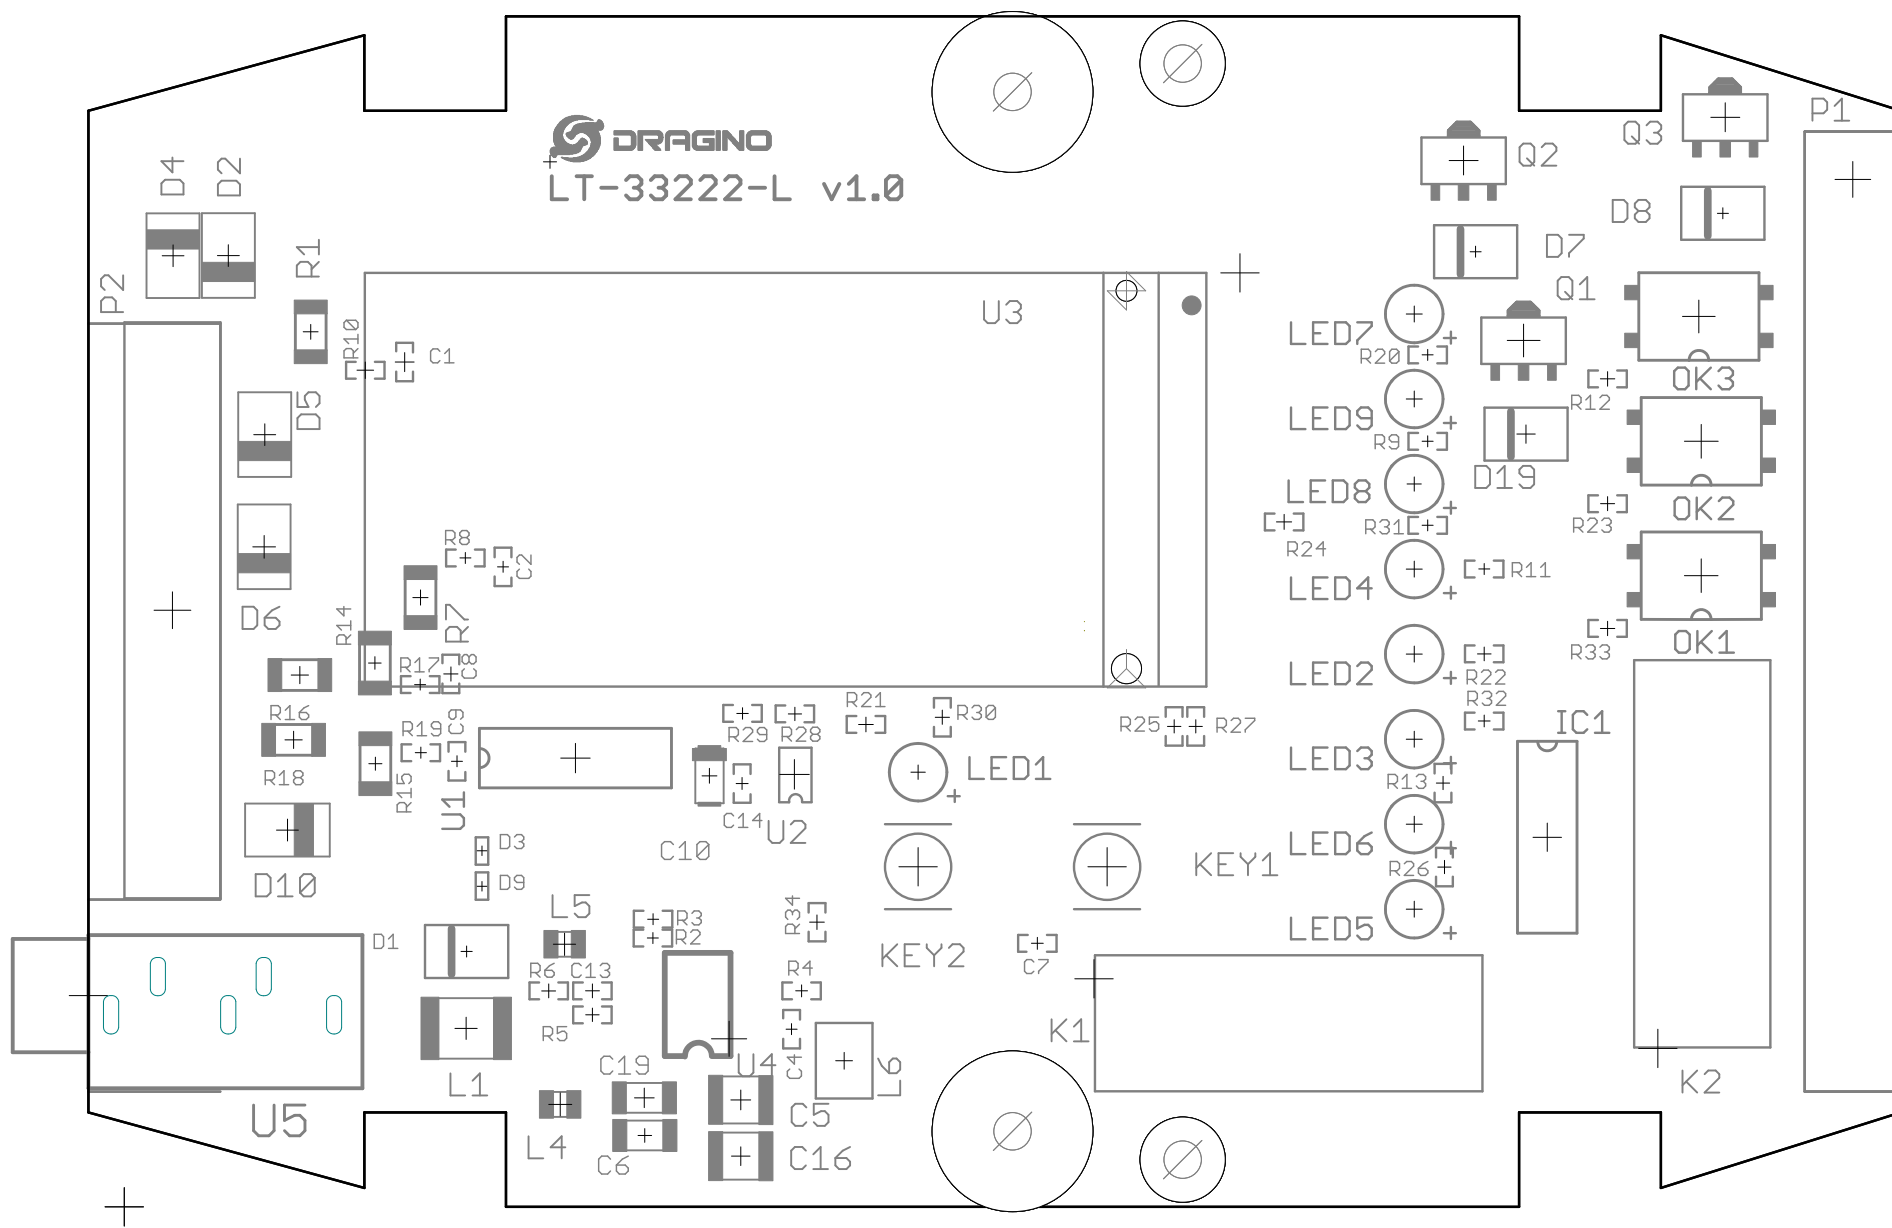 DRAGINO
LT-33222-L v1.0
P1
Q3
Q2
D4
D2
D8
D7
R1
P2
Q1
U3
LED7
R10
C1
R20
OK3
R12
D5
LED9
R9
D19
LED8
OK2
R31
R23
R24
R8
C2
R11
LED4
D6
R14
R7
OK1
R33
R17
C8
LED2
R22
R32
R16
R21
R30
R25
R27
IC1
R19
C9
R29
R28
LED3
LED1
R18
R15
R13
U1
C14
U2
D3
C10
LED6
KEY1
R26
D9
D10
L5
R3
R34
LED5
R2
D1
KEY2
C7
R6
C13
R4
R5
K1
C19
U4
C4
L6
L1
K2
U5
C5
L4
C6
C16